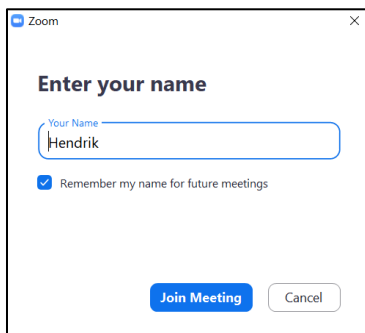 Zoom
Enter your name
Your Name
Hendrik
Remember my name for future meetings
Join Meeting Cancel